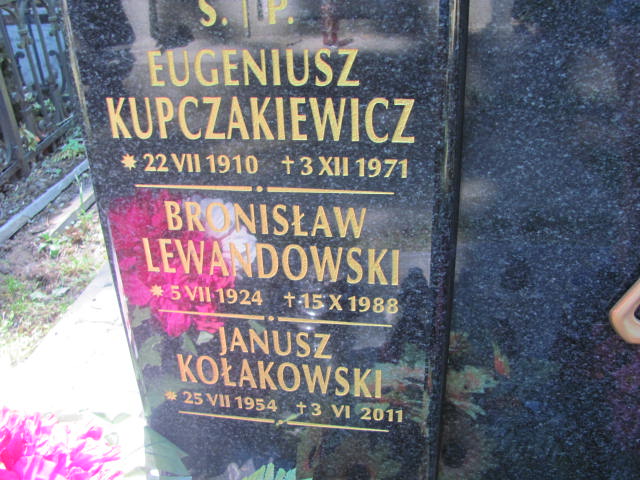 Ś. † P.
EUGENIUSZ
KUPCZAKIEWICZ
* 22 VII 1910 † 3 XII 1971
BRONISŁAW
LEWANDOWSKI
* 5 VII 1924 † 15 X 1988
JANUSZ
KOŁAKOWSKI
* 25 VII 1954 † 3 VI 2011